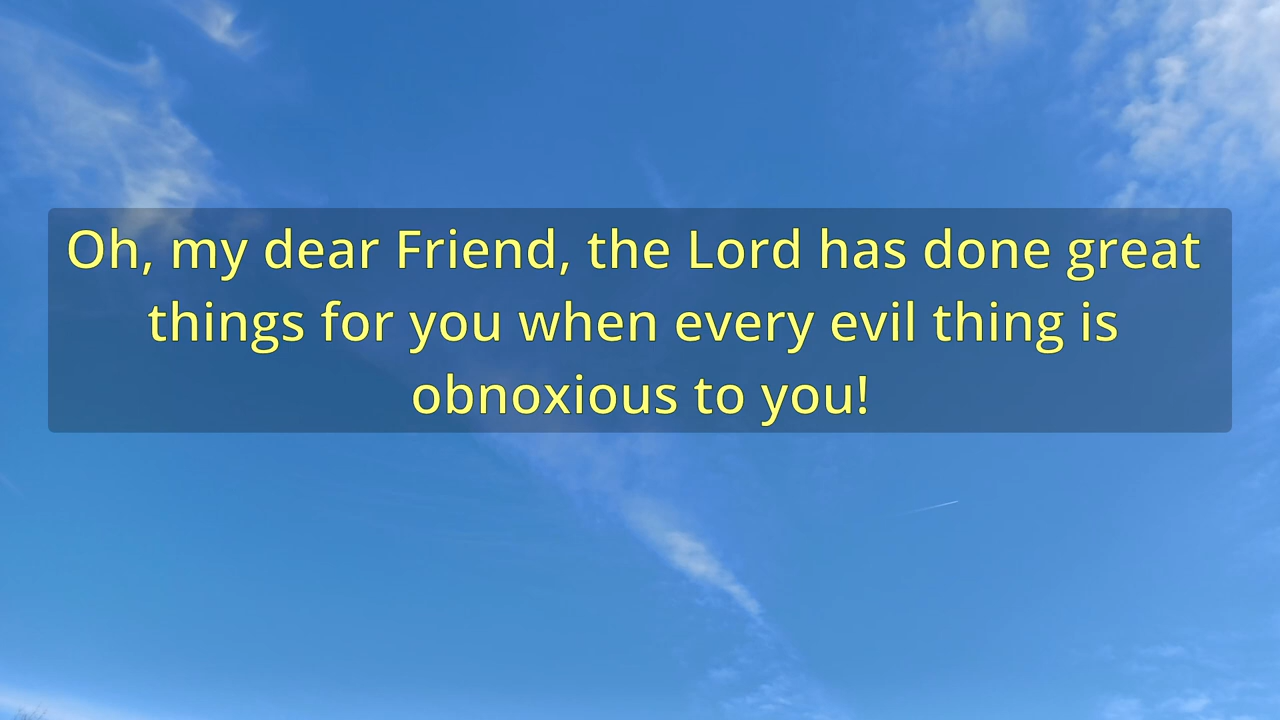 Oh, my dear Friend, the Lord has done great
things for you when every evil thing is
obnoxious to you!